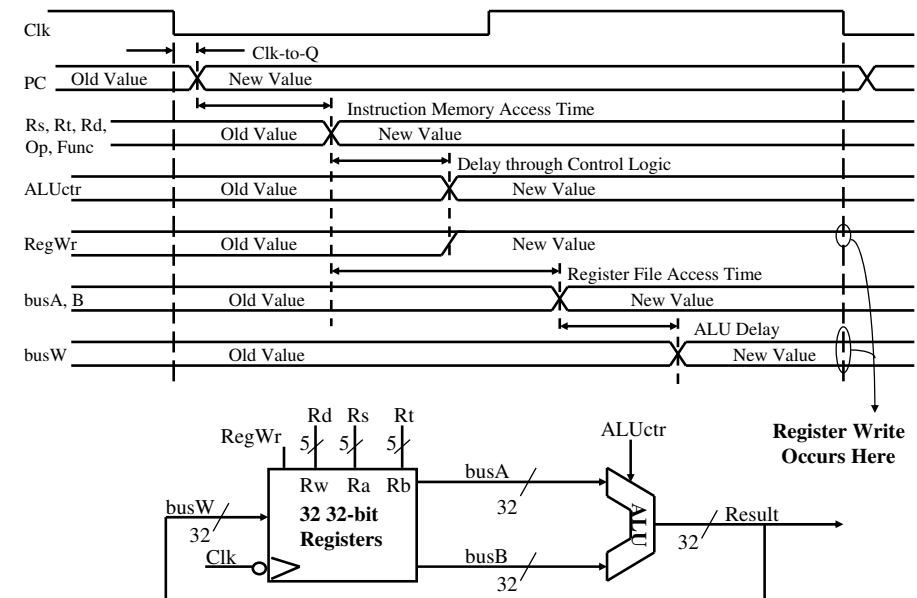 Clk
Clk-to-Q
PC Old Value New Value
Instruction Memory Access Time
Rs, Rt, Rd,
Op, Func
Old Value New Value
Delay through Control Logic
ALUctr Old Value New Value
RegWr Old Value New Value
Register File Access Time
busA, B Old Value New Value
ALU Delay
busW Old Value New Value
Register Write
Occurs Here
Rd Rs Rt
RegWr 5 5 5
ALUctr
Rw Ra Rb
busA
32
busW
32
32 32-bit
Registers
ALU
Result
32
Clk
busB
32